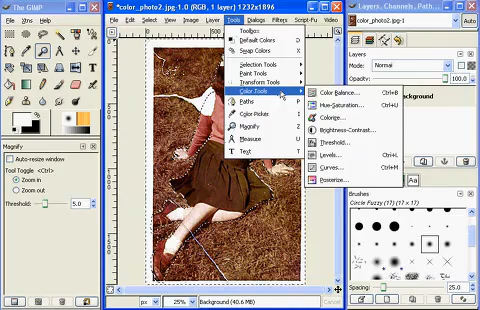 The GIMP
Xtns
Help
Magnify
Auto-resize window
Tool Toggle <Ctrl>
Zoom in
Zoom out
Threshold:
5.0
*color_photo2.jpg-1.0 (RGB, 1 layer) 1232x1896
File
Edit
Select
View
Image
Layer
Tools
Dialogs
Filters
Script-Fu
Video
Toolbox
Default Colors D
Swap Colors X
Selection Tools
Paint Tools
Transform Tools
Color Tools
Paths P
Color Picker
Magnify
Measure
Text T
Color Balance... Ctrl+B
Hue-Saturation... Ctrl+U
Colorize...
Brightness-Contrast...
Threshold...
Levels... Ctrl+L
Curves... Ctrl+M
Posterize...
px
25%
Background (40.6 MB)
Cancel
Layers, Channels, Path...
color_photo2.jpg-1
Auto
Layers
Mode:
Normal
Opacity:
100.0
Background
Aa
Brushes
Circle Fuzzy (17) (17 x 17)
Spacing:
25.0